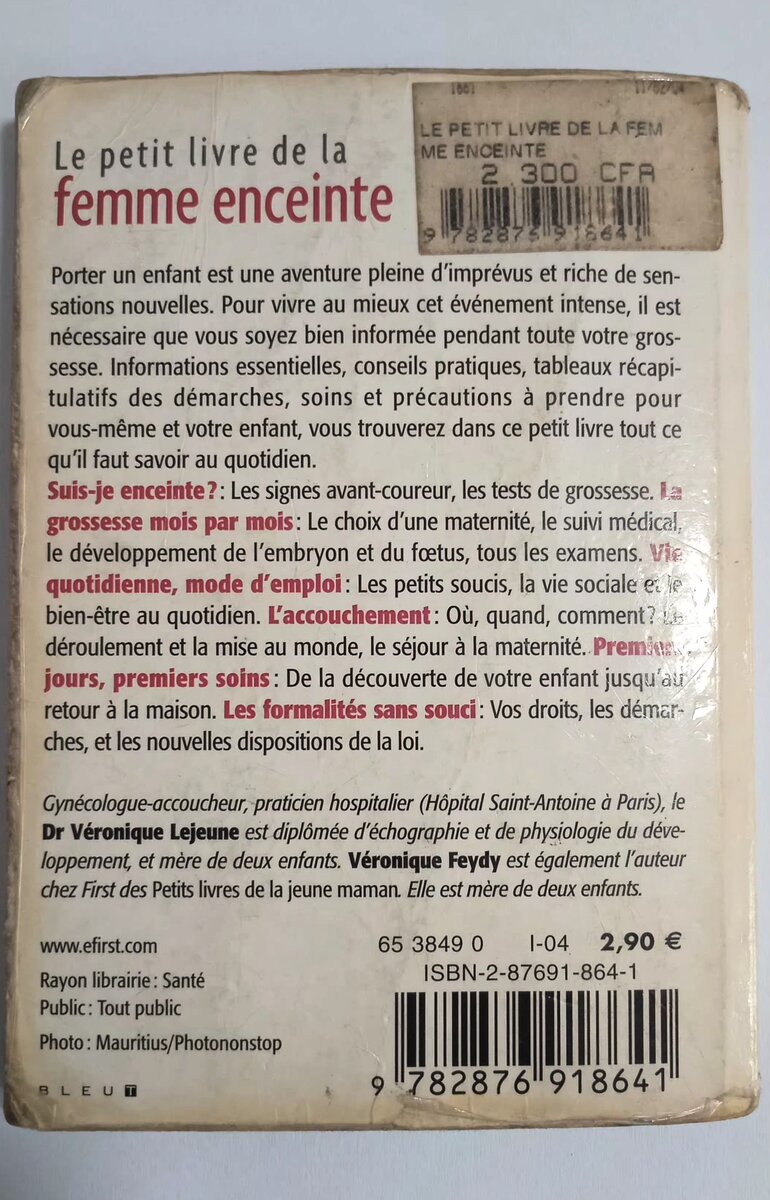 Le petit livre de la
femme enceinte
LE PETIT LIVRE DE LA FEM
ME ENCEINTE
2 300 CFA
9 782876 918641
Porter un enfant est une aventure pleine d'imprévus et riche de sen-
sations nouvelles. Pour vivre au mieux cet événement intense, il est
nécessaire que vous soyez bien informée pendant toute votre gros-
sesse. Informations essentielles, conseils pratiques, tableaux récapi-
tulatifs des démarches, soins et précautions à prendre pour
vous-même et votre enfant, vous trouverez dans ce petit livre tout ce
qu'il faut savoir au quotidien.
Suis-je enceinte? : Les signes avant-coureur, les tests de grossesse. La
grossesse mois par mois : Le choix d'une maternité, le suivi médical,
le développement de l'embryon et du fœtus, tous les examens. Vie
quotidienne, mode d'emploi : Les petits soucis, la vie sociale et le
bien-être au quotidien. L'accouchement : Où, quand, comment? Le
déroulement et la mise au monde, le séjour à la maternité. Premiers
jours, premiers soins : De la découverte de votre enfant jusqu'au
retour à la maison. Les formalités sans souci : Vos droits, les démar-
ches, et les nouvelles dispositions de la loi.
Gynécologue-accoucheur, praticien hospitalier (Hôpital Saint-Antoine à Paris), le
Dr Véronique Lejeune est diplômée d'échographie et de physiologie du déve-
loppement, et mère de deux enfants. Véronique Feydy est également l'auteur
chez First des Petits livres de la jeune maman. Elle est mère de deux enfants.
www.efirst.com
65 3849 0 I-04 2,90 €
ISBN-2-87691-864-1
Rayon librairie : Santé
Public : Tout public
Photo : Mauritius/Photononstop
BLEUT
9 782876 918641